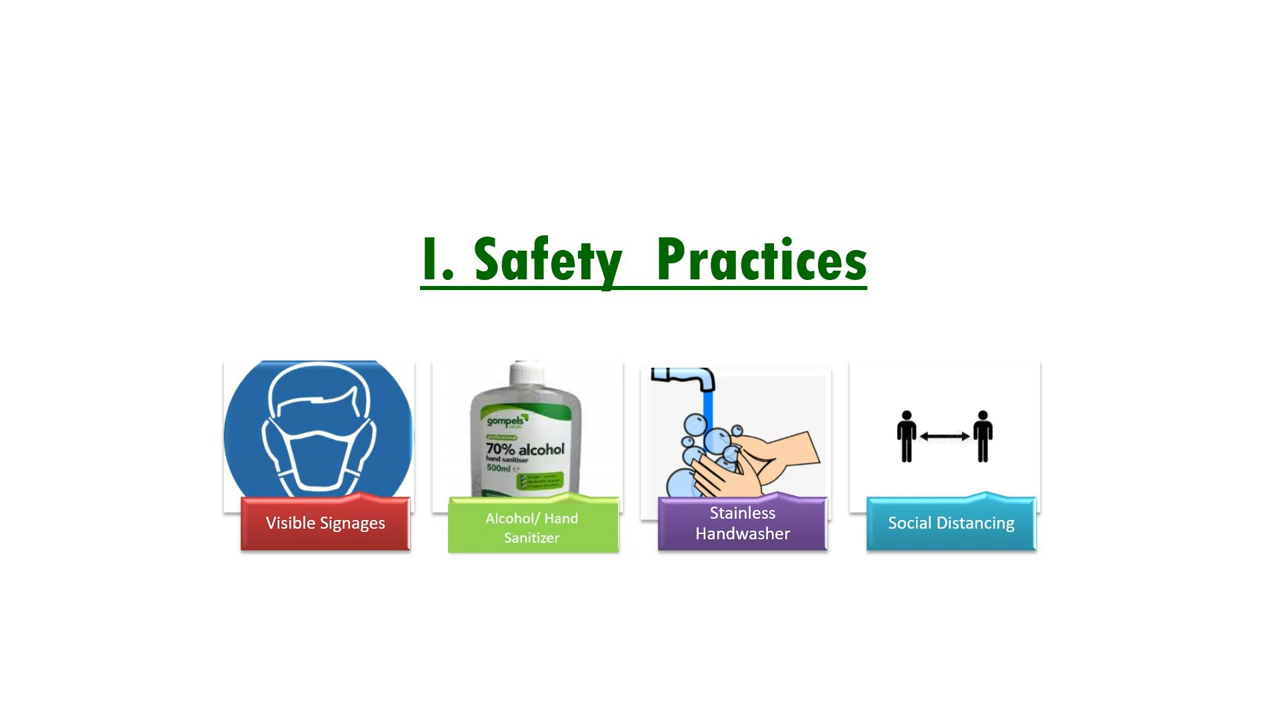 I. Safety Practices
gompels
70% alcohol
hand sanitiser
500ml e
Visible Signages
Alcohol/ Hand
Sanitizer
Stainless
Handwasher
Social Distancing